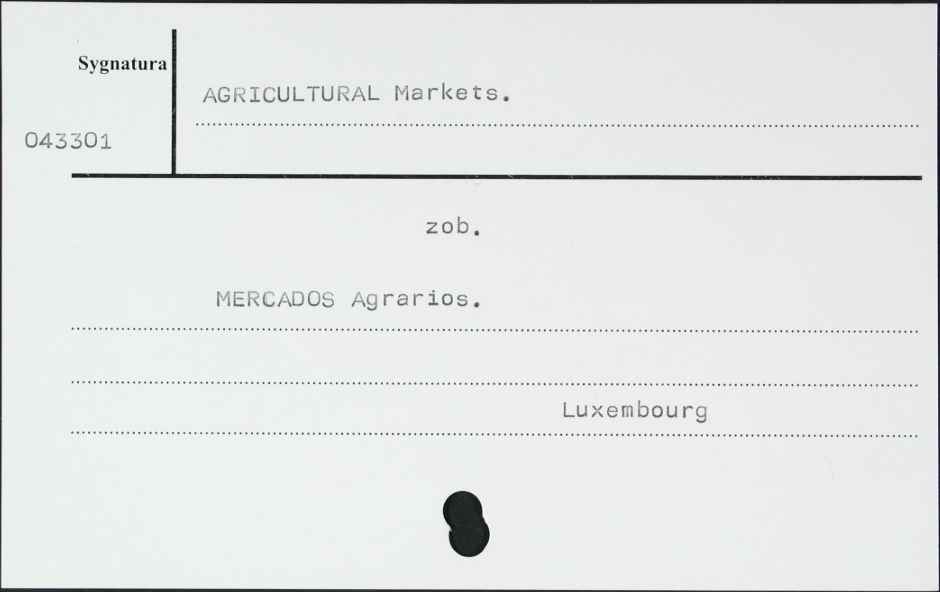 Sygnatura
AGRICULTURAL Markets.
043301
zob.
MERCADOS Agrarios.
Luxembourg